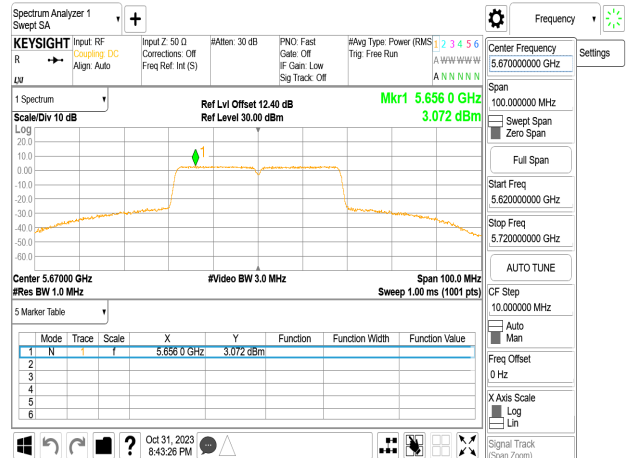 Spectrum Analyzer 1
Swept SA
Frequency
KEYSIGHT
R
Input: RF
Coupling: DC
Align: Auto
Input Z: 50 Ω
Corrections: Off
Freq Ref: Int (S)
#Atten: 30 dB
PNO: Fast
Gate: Off
IF Gain: Low
Sig Track: Off
#Avg Type: Power (RMS
Trig: Free Run
1 2 3 4 5 6
A W W W W W
A N N N N N
1 Spectrum
Scale/Div 10 dB
Ref Lvl Offset 12.40 dB
Ref Level 30.00 dBm
Mkr1 5.656 0 GHz
3.072 dBm
Log
20.0
10.0
0.00
-10.0
-20.0
-30.0
-40.0
-50.0
-60.0
1
Center 5.67000 GHz
#Res BW 1.0 MHz
#Video BW 3.0 MHz
Span 100.0 MHz
Sweep 1.00 ms (1001 pts)
5 Marker Table
Mode Trace Scale X Y Function Function Width Function Value
1 N 1 f 5.656 0 GHz 3.072 dBm
2
3
4
5
6
Oct 31, 2023
8:43:26 PM
Center Frequency
5.670000000 GHz
Settings
Span
100.000000 MHz
Swept Span
Zero Span
Full Span
Start Freq
5.620000000 GHz
Stop Freq
5.720000000 GHz
AUTO TUNE
CF Step
10.000000 MHz
Auto
Man
Freq Offset
0 Hz
X Axis Scale
Log
Lin
Signal Track
(Span Zoom)